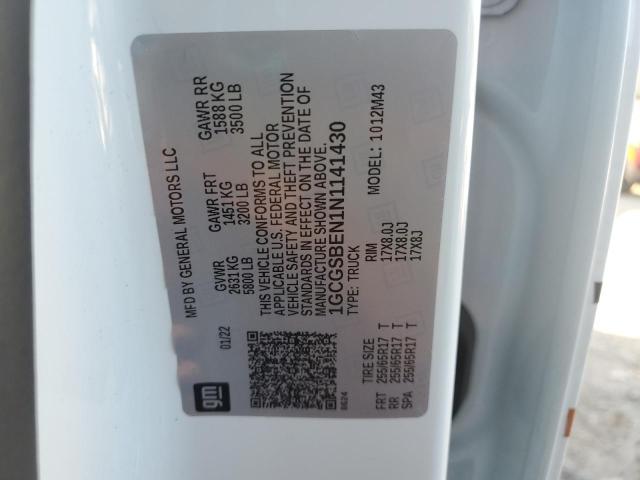 gm
01/22
MFD BY GENERAL MOTORS LLC
GVWR GAWR FRT GAWR RR
2631 KG 1451 KG 1588 KG
5800 LB 3200 LB 3500 LB
THIS VEHICLE CONFORMS TO ALL
APPLICABLE U.S. FEDERAL MOTOR
VEHICLE SAFETY AND THEFT PREVENTION
STANDARDS IN EFFECT ON THE DATE OF
MANUFACTURE SHOWN ABOVE.
1GCGSBEN1N1141430
8624
TYPE: TRUCK MODEL: 1012M43
TIRE SIZE RIM
FRT 255/65R17 T 17X8.0J
RR 255/65R17 T 17X8.0J
SPA 255/65R17 T 17X8J